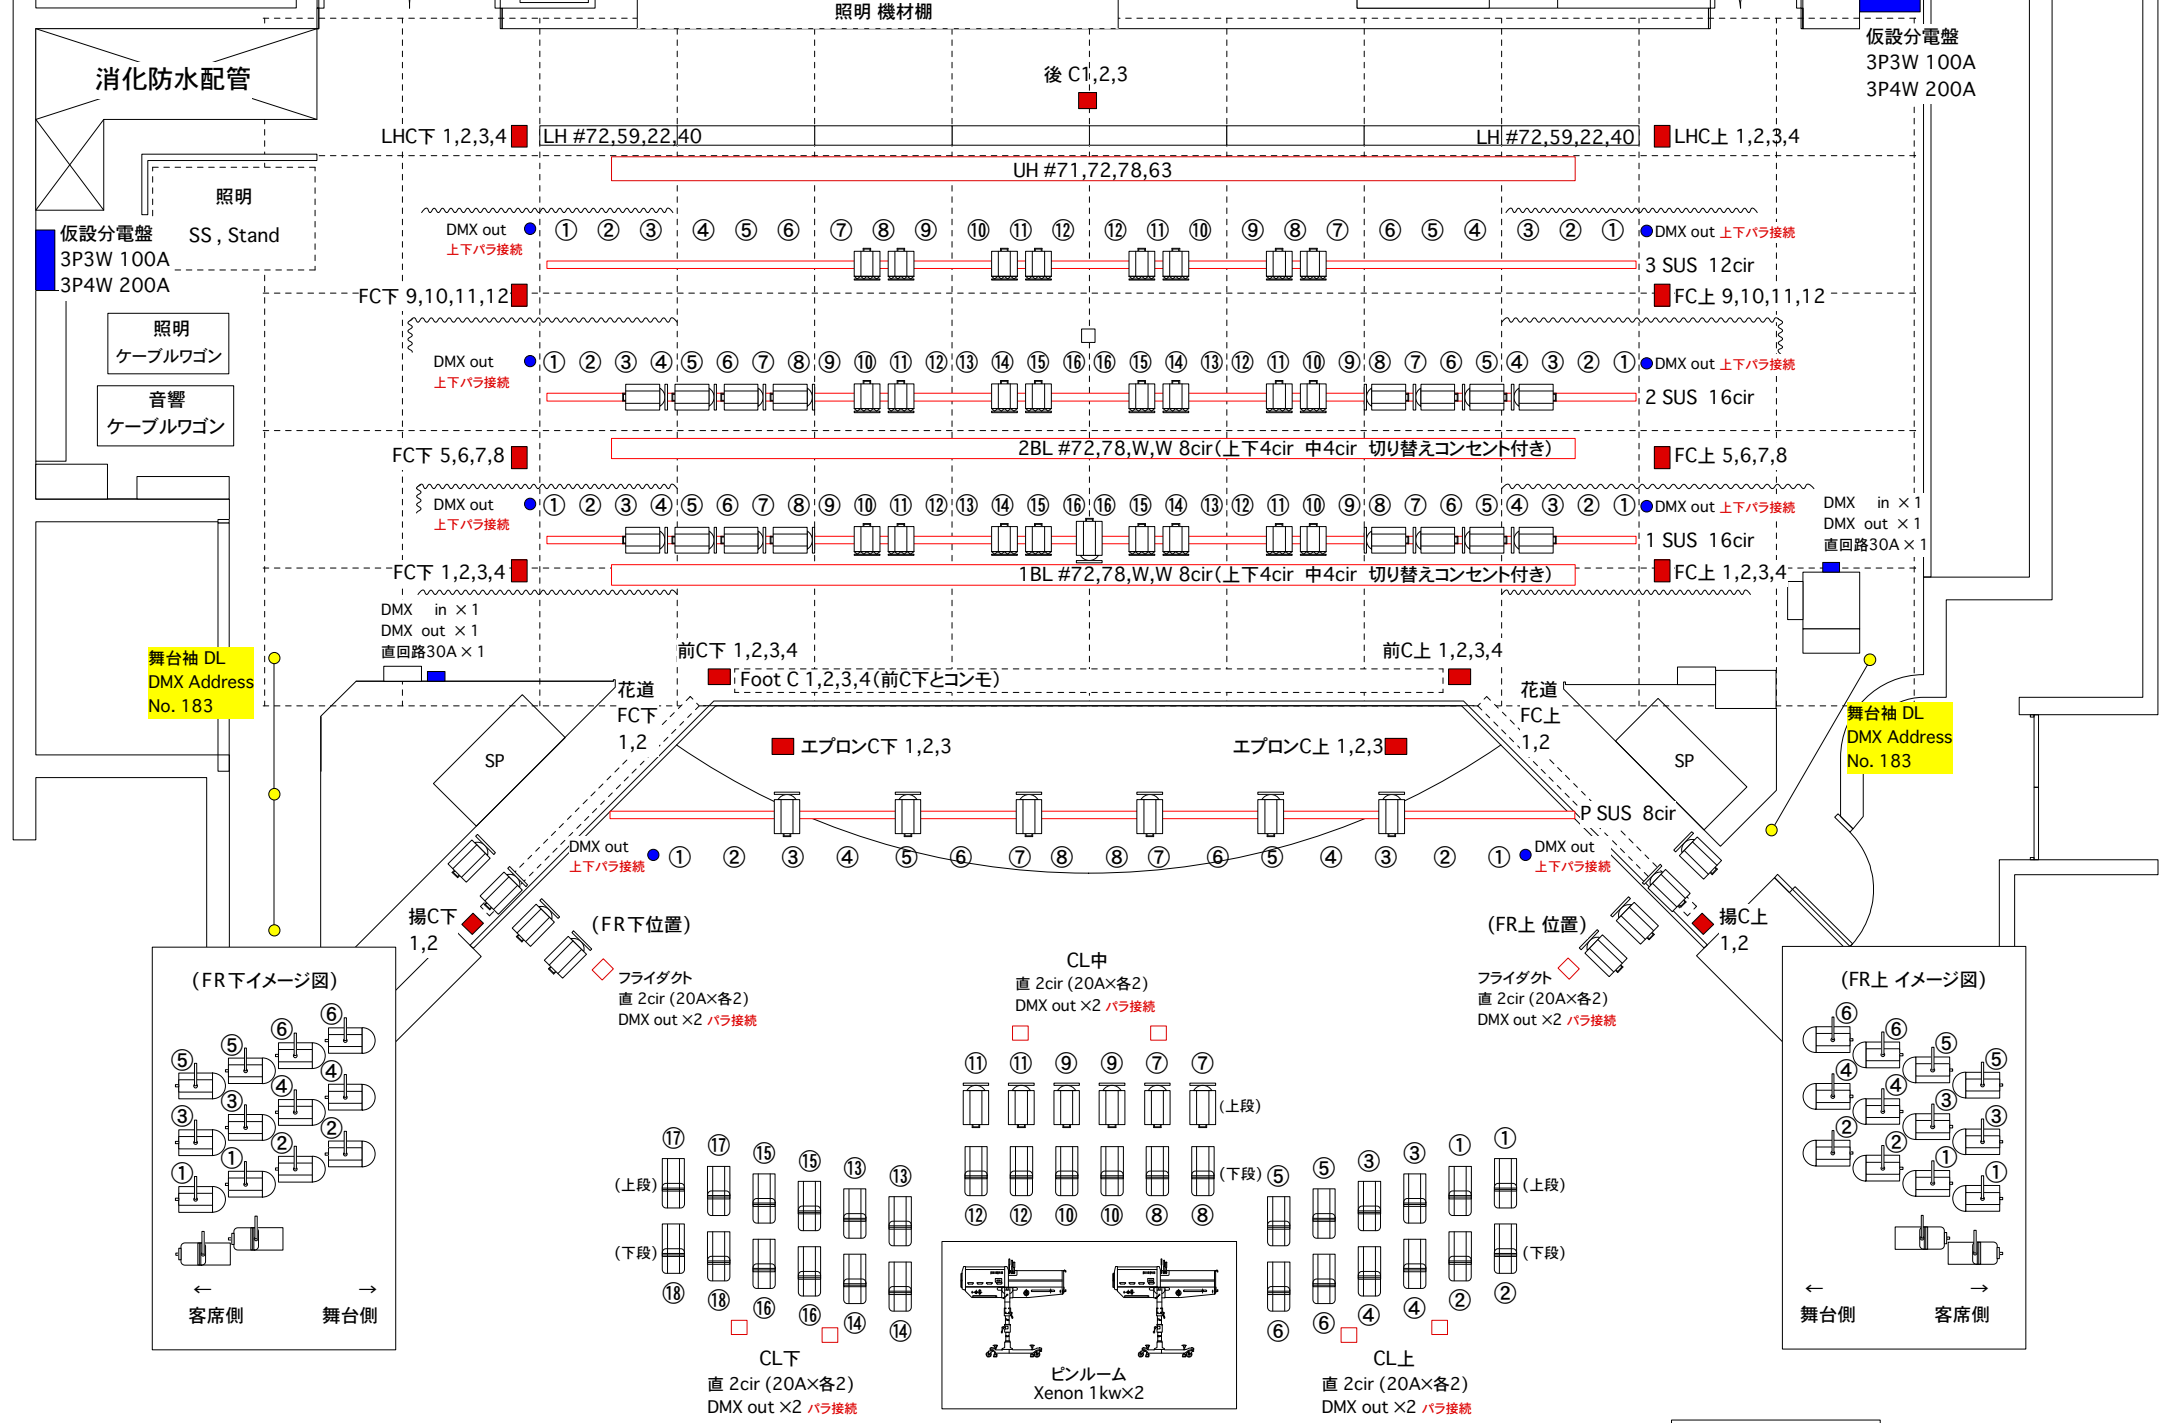 照明 機材棚
仮設分電盤
3P3W 100A
3P4W 200A
消化防水配管
後 C1,2,3
LHC下 1,2,3,4
LH #72,59,22,40
LH #72,59,22,40
LHC上 1,2,3,4
UH #71,72,78,63
照明
SS , Stand
仮設分電盤
3P3W 100A
3P4W 200A
DMX out
上下パラ接続
① ② ③ ④ ⑤ ⑥ ⑦ ⑧ ⑨ ⑩ ⑪ ⑫ ⑫ ⑪ ⑩ ⑨ ⑧ ⑦ ⑥ ⑤ ④ ③ ② ①
DMX out 上下パラ接続
3 SUS 12cir
FC下 9,10,11,12
FC上 9,10,11,12
照明
ケーブルワゴン
DMX out
上下パラ接続
① ② ③ ④ ⑤ ⑥ ⑦ ⑧ ⑨ ⑩ ⑪ ⑫ ⑬ ⑭ ⑮ ⑯ ⑯ ⑮ ⑭ ⑬ ⑫ ⑪ ⑩ ⑨ ⑧ ⑦ ⑥ ⑤ ④ ③ ② ①
DMX out 上下パラ接続
2 SUS 16cir
音響
ケーブルワゴン
2BL #72,78,W,W 8cir(上下4cir 中4cir 切り替えコンセント付き)
FC下 5,6,7,8
FC上 5,6,7,8
DMX out
上下パラ接続
① ② ③ ④ ⑤ ⑥ ⑦ ⑧ ⑨ ⑩ ⑪ ⑫ ⑬ ⑭ ⑮ ⑯ ⑯ ⑮ ⑭ ⑬ ⑫ ⑪ ⑩ ⑨ ⑧ ⑦ ⑥ ⑤ ④ ③ ② ①
DMX out 上下パラ接続
1 SUS 16cir
DMX in ×1
DMX out ×1
直回路30A×1
FC下 1,2,3,4
1BL #72,78,W,W 8cir(上下4cir 中4cir 切り替えコンセント付き)
FC上 1,2,3,4
DMX in ×1
DMX out ×1
直回路30A×1
舞台袖 DL
DMX Address
No. 183
前C下 1,2,3,4
前C上 1,2,3,4
Foot C 1,2,3,4(前C下とコンモ)
花道
FC下
1,2
花道
FC上
1,2
舞台袖 DL
DMX Address
No. 183
SP
エプロンC下 1,2,3
エプロンC上 1,2,3
SP
P SUS 8cir
DMX out
上下パラ接続
① ② ③ ④ ⑤ ⑥ ⑦ ⑧ ⑧ ⑦ ⑥ ⑤ ④ ③ ② ①
DMX out
上下パラ接続
揚C下
1,2
(FR下位置)
(FR上 位置)
揚C上
1,2
フライダクト
直 2cir (20A×各2)
DMX out ×2 パラ接続
CL中
直 2cir (20A×各2)
DMX out ×2 パラ接続
フライダクト
直 2cir (20A×各2)
DMX out ×2 パラ接続
(FR下イメージ図)
⑤ ⑤ ⑥ ⑥
③ ③ ④ ④
① ① ② ②
← →
客席側 舞台側
(FR上 イメージ図)
⑥ ⑥ ⑤ ⑤
④ ④ ③ ③
② ② ① ①
← →
舞台側 客席側
⑪ ⑪ ⑨ ⑨ ⑦ ⑦
(上段)
(下段)
⑫ ⑫ ⑩ ⑩ ⑧ ⑧
⑰ ⑰ ⑮ ⑮ ⑬ ⑬
(上段)
(下段)
⑱ ⑱ ⑯ ⑯ ⑭ ⑭
⑤ ⑤ ③ ③ ① ①
(上段)
(下段)
⑥ ⑥ ④ ④ ② ②
CL下
直 2cir (20A×各2)
DMX out ×2 パラ接続
ピンルーム
Xenon 1kw×2
CL上
直 2cir (20A×各2)
DMX out ×2 パラ接続